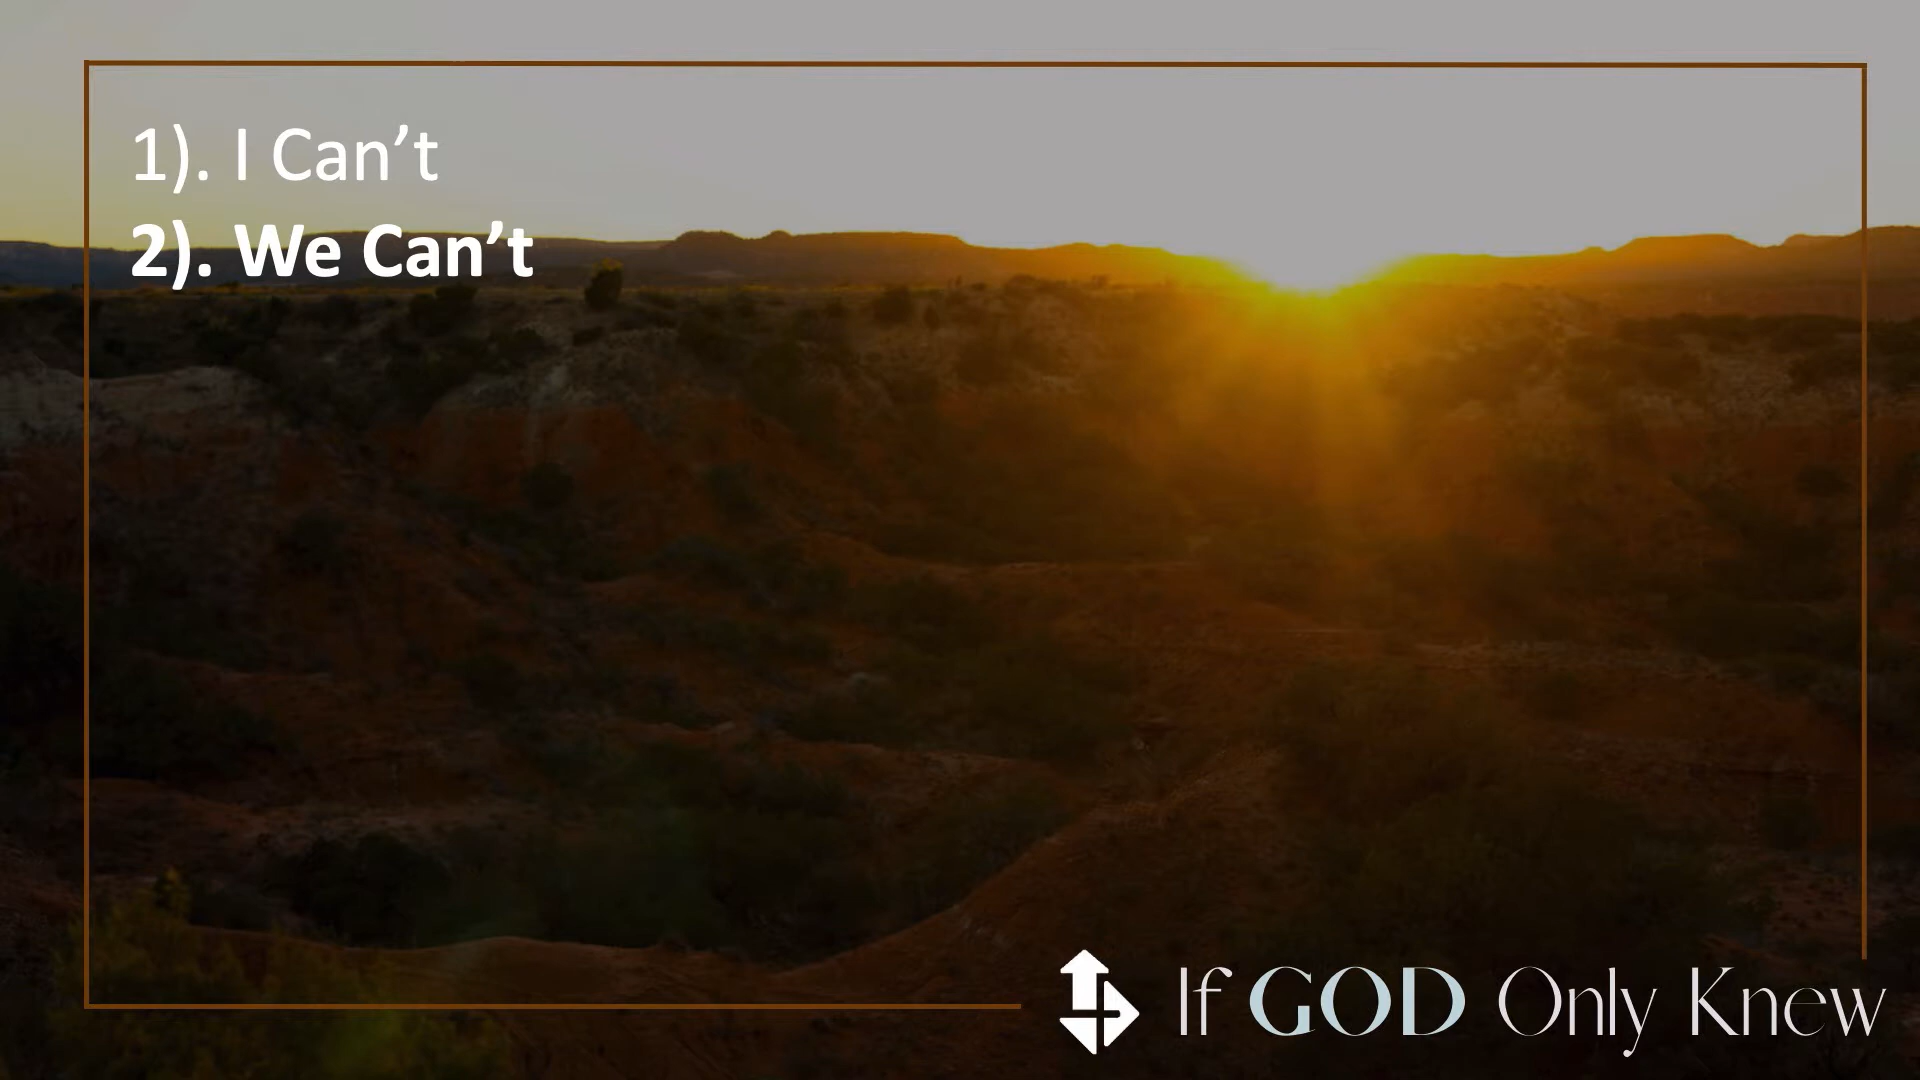 1). I Can’t
2). We Can’t
If GOD Only Knew